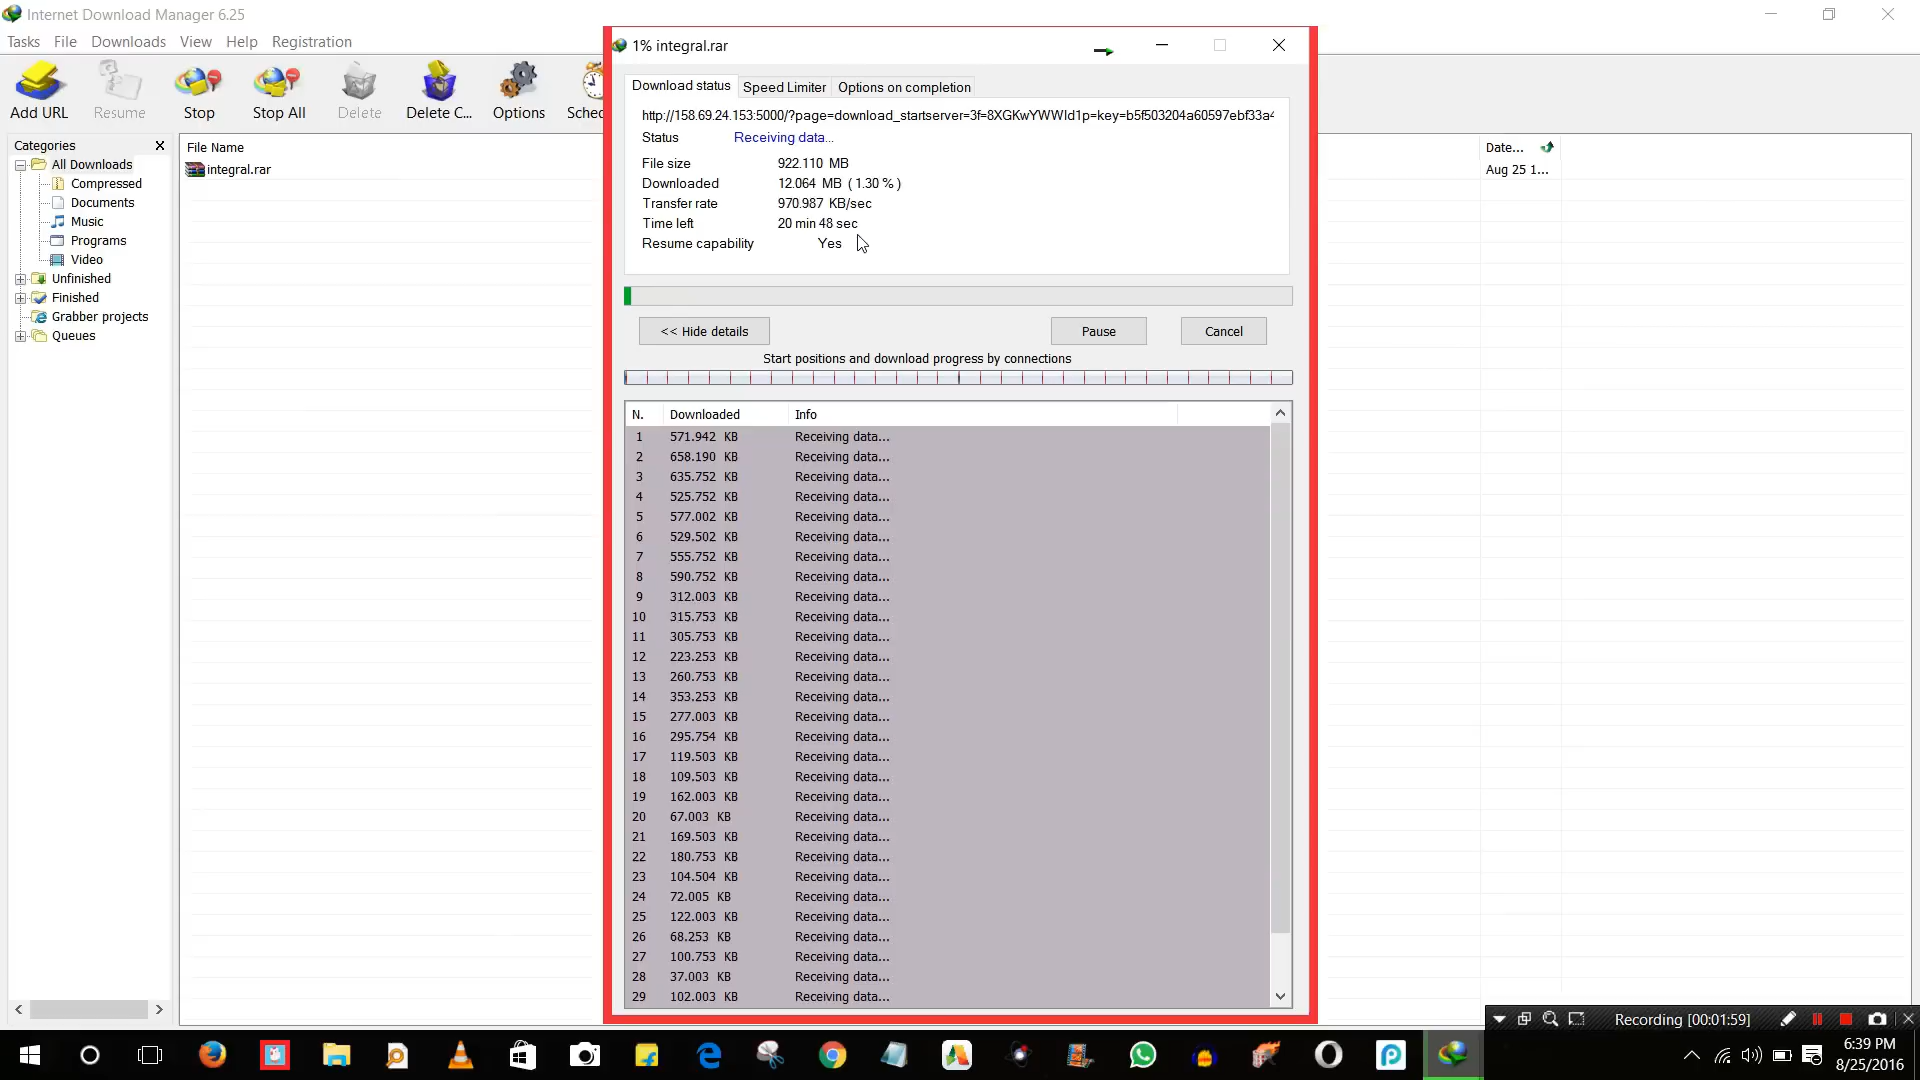 Internet Download Manager 6.25
Tasks File Downloads View Help Registration
Add URL Resume Stop Stop All Delete Delete C... Options Sched
Categories
All Downloads
Compressed
Documents
Music
Programs
Video
Unfinished
Finished
Grabber projects
Queues
File Name
integral.rar
Date...
Aug 25 1...
1% integral.rar
Download status Speed Limiter Options on completion
http://158.69.24.153:5000/?page=download_startserver=3f=8XGKwYWWId1p=key=b5f503204a60597ebf33a4
Status Receiving data...
File size 922.110 MB
Downloaded 12.064 MB ( 1.30 % )
Transfer rate 970.987 KB/sec
Time left 20 min 48 sec
Resume capability Yes
<< Hide details Pause Cancel
Start positions and download progress by connections
N. Downloaded Info
1 571.942 KB Receiving data...
2 658.190 KB Receiving data...
3 635.752 KB Receiving data...
4 525.752 KB Receiving data...
5 577.002 KB Receiving data...
6 529.502 KB Receiving data...
7 555.752 KB Receiving data...
8 590.752 KB Receiving data...
9 312.003 KB Receiving data...
10 315.753 KB Receiving data...
11 305.753 KB Receiving data...
12 223.253 KB Receiving data...
13 260.753 KB Receiving data...
14 353.253 KB Receiving data...
15 277.003 KB Receiving data...
16 295.754 KB Receiving data...
17 119.503 KB Receiving data...
18 109.503 KB Receiving data...
19 162.003 KB Receiving data...
20 67.003 KB Receiving data...
21 169.503 KB Receiving data...
22 180.753 KB Receiving data...
23 104.504 KB Receiving data...
24 72.005 KB Receiving data...
25 122.003 KB Receiving data...
26 68.253 KB Receiving data...
27 100.753 KB Receiving data...
28 37.003 KB Receiving data...
29 102.003 KB Receiving data...
Recording [00:01:59]
6:39 PM
8/25/2016